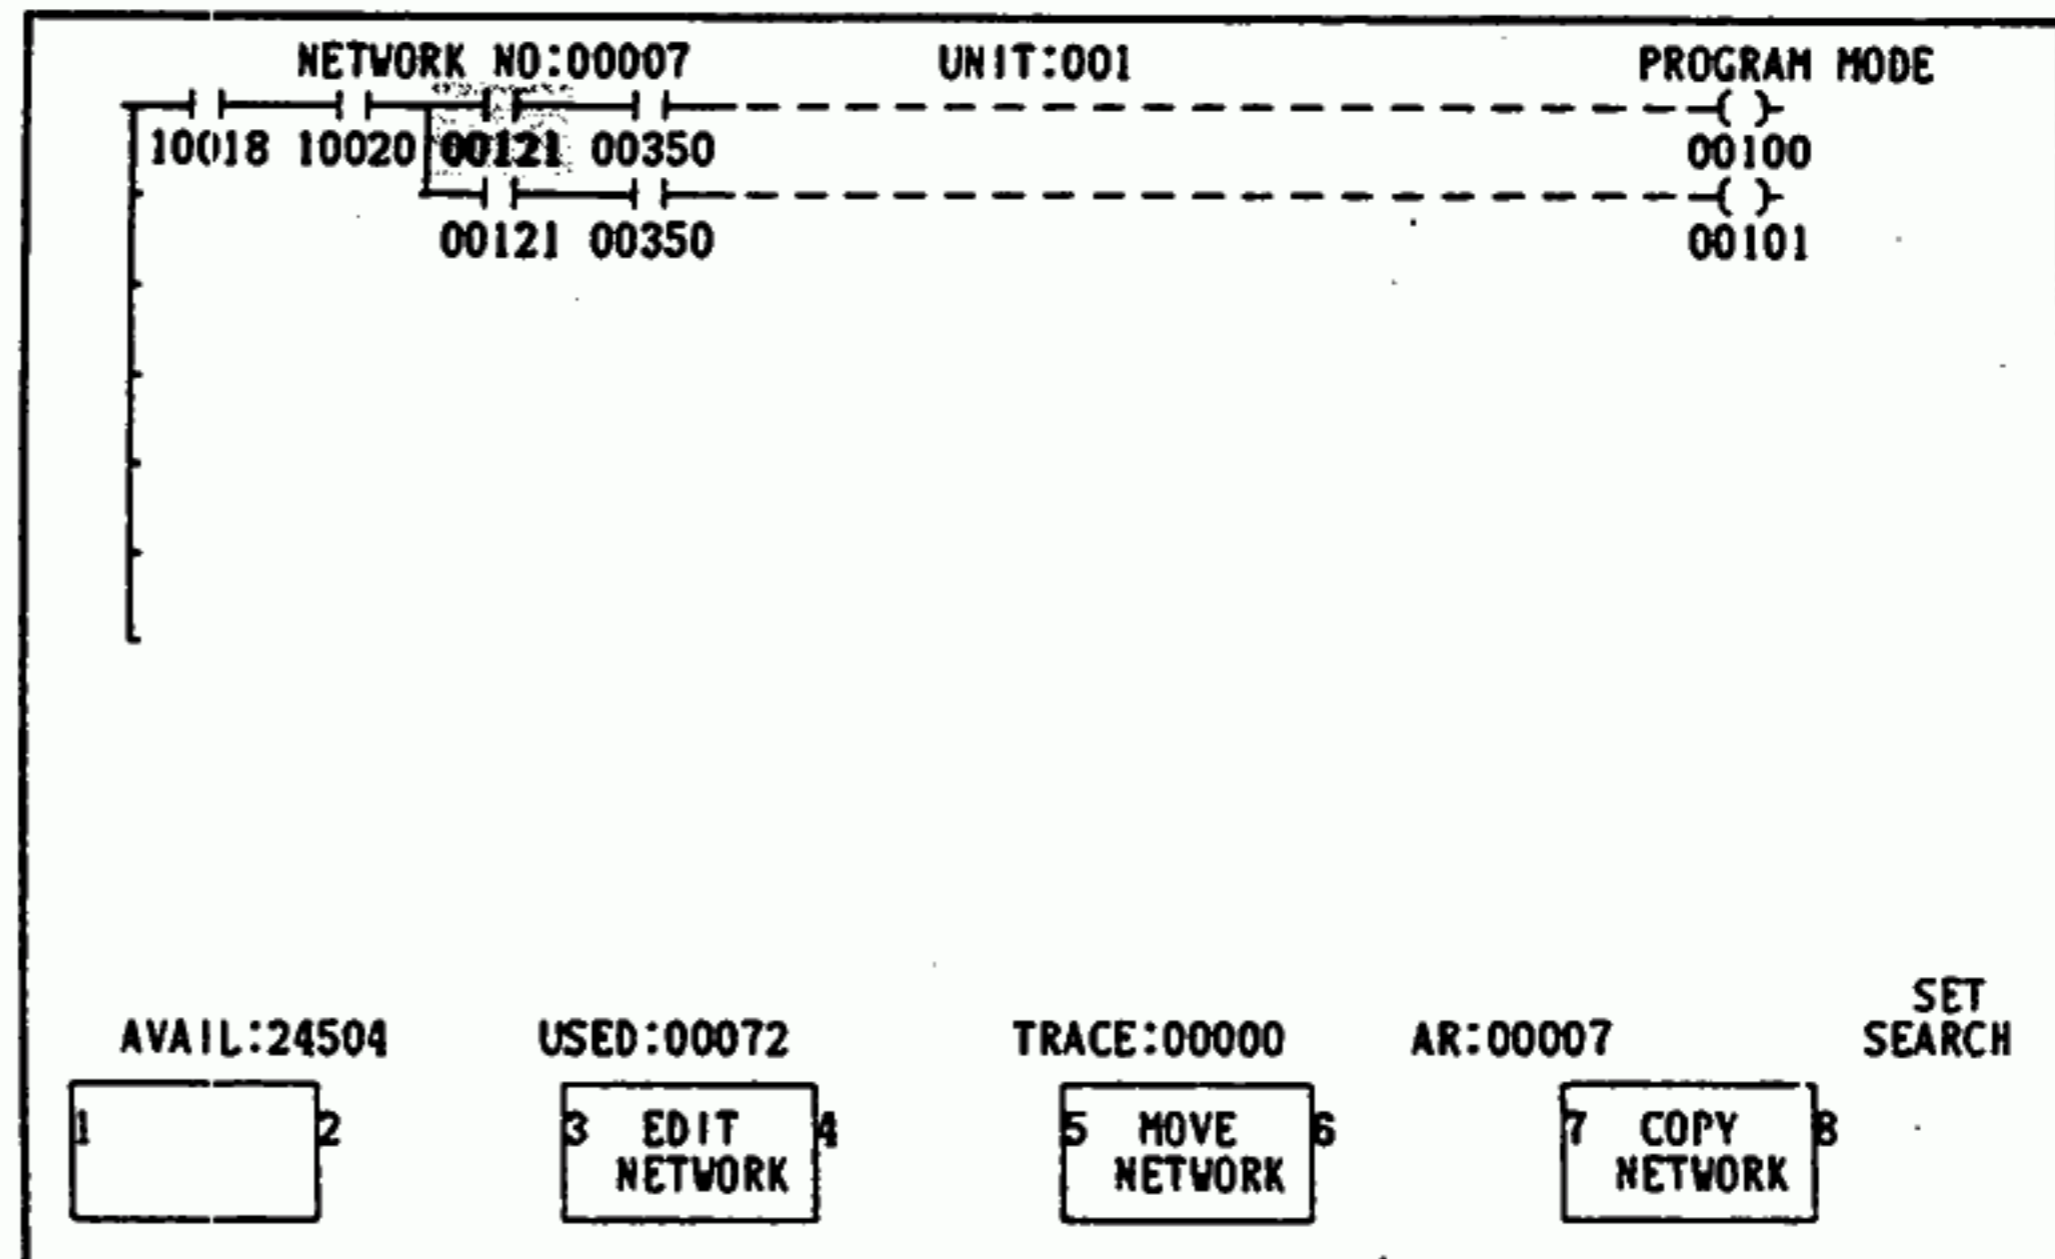 NETWORK NO:00007 UNIT:001 PROGRAM MODE
10018 10020 00121 00350 00100
00121 00350 00101
SET
AVAIL:24504 USED:00072 TRACE:00000 AR:00007 SEARCH
1 2 3 EDIT 4 5 MOVE 6 7 COPY 8
NETWORK NETWORK NETWORK